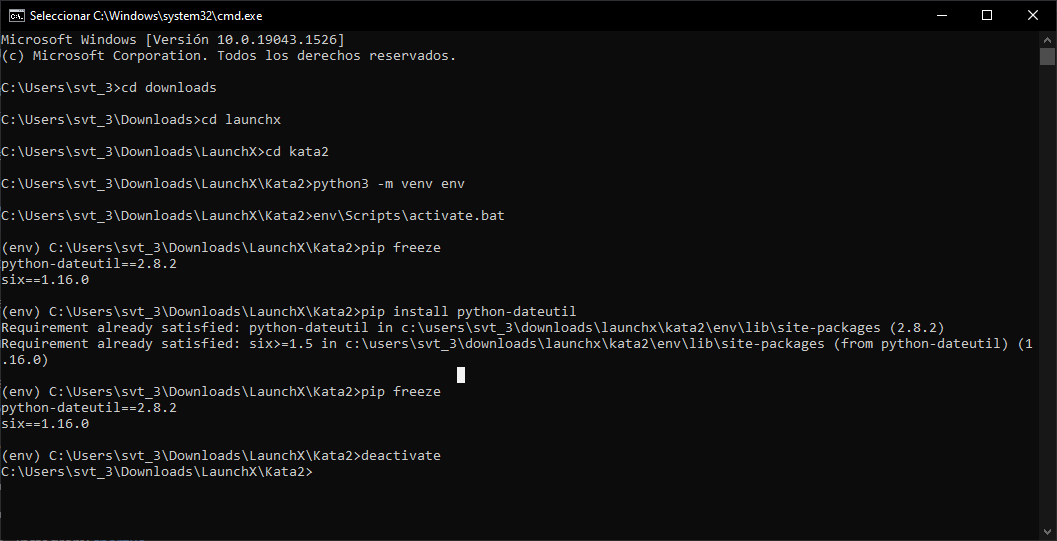 Seleccionar C:\Windows\system32\cmd.exe
Microsoft Windows [Versión 10.0.19043.1526]
(c) Microsoft Corporation. Todos los derechos reservados.
C:\Users\svt_3>cd downloads
C:\Users\svt_3\Downloads>cd launchx
C:\Users\svt_3\Downloads\LaunchX>cd kata2
C:\Users\svt_3\Downloads\LaunchX\Kata2>python3 -m venv env
C:\Users\svt_3\Downloads\LaunchX\Kata2>env\Scripts\activate.bat
(env) C:\Users\svt_3\Downloads\LaunchX\Kata2>pip freeze
python-dateutil==2.8.2
six==1.16.0
(env) C:\Users\svt_3\Downloads\LaunchX\Kata2>pip install python-dateutil
Requirement already satisfied: python-dateutil in c:\users\svt_3\downloads\launchx\kata2\env\lib\site-packages (2.8.2)
Requirement already satisfied: six>=1.5 in c:\users\svt_3\downloads\launchx\kata2\env\lib\site-packages (from python-dateutil) (1
.16.0)
(env) C:\Users\svt_3\Downloads\LaunchX\Kata2>pip freeze
python-dateutil==2.8.2
six==1.16.0
(env) C:\Users\svt_3\Downloads\LaunchX\Kata2>deactivate
C:\Users\svt_3\Downloads\LaunchX\Kata2>